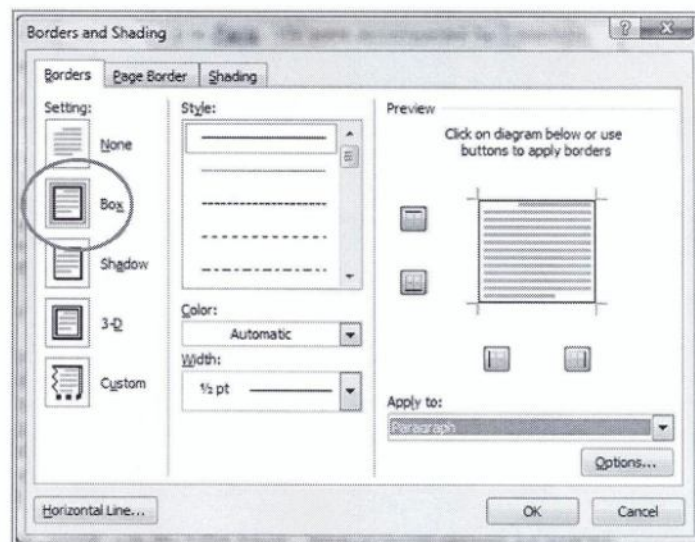 Borders and Shading
Borders Page Border Shading
Setting:
None
Box
Shadow
3-D
Custom
Style:
Color:
Automatic
Width:
½ pt
Preview
Click on diagram below or use
buttons to apply borders
Apply to:
Paragraph
Options...
Horizontal Line...
OK Cancel